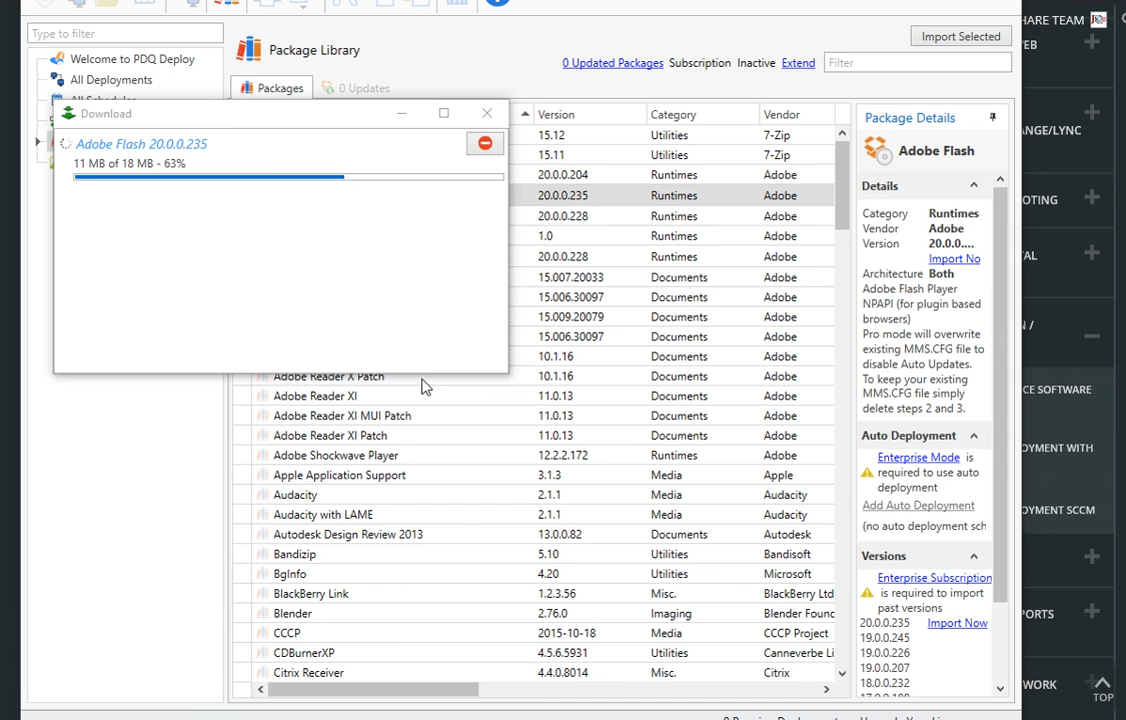 Type to filter
Welcome to PDQ Deploy
All Deployments
Package Library
Import Selected
0 Updated Packages Subscription Inactive Extend
Filter
Packages
0 Updates
Download
Adobe Flash 20.0.0.235
11 MB of 18 MB - 63%
Version Category Vendor
15.12 Utilities 7-Zip
15.11 Utilities 7-Zip
20.0.0.204 Runtimes Adobe
20.0.0.235 Runtimes Adobe
20.0.0.228 Runtimes Adobe
1.0 Runtimes Adobe
20.0.0.228 Runtimes Adobe
15.007.20033 Documents Adobe
15.006.30097 Documents Adobe
15.009.20079 Documents Adobe
15.006.30097 Documents Adobe
10.1.16 Documents Adobe
Adobe Reader X Patch 10.1.16 Documents Adobe
Adobe Reader XI 11.0.13 Documents Adobe
Adobe Reader XI MUI Patch 11.0.13 Documents Adobe
Adobe Reader XI Patch 11.0.13 Documents Adobe
Adobe Shockwave Player 12.2.2.172 Runtimes Adobe
Apple Application Support 3.1.3 Media Apple
Audacity 2.1.1 Media Audacity
Audacity with LAME 2.1.1 Media Audacity
Autodesk Design Review 2013 13.0.0.82 Documents Autodesk
Bandizip 5.10 Utilities Bandisoft
BgInfo 4.20 Utilities Microsoft
BlackBerry Link 1.2.3.56 Misc. BlackBerry Ltd
Blender 2.76.0 Imaging Blender Founc
CCCP 2015-10-18 Media CCCP Project
CDBurnerXP 4.5.6.5931 Utilities Canneverbe Li
Citrix Receiver 4.4.0.8014 Misc. Citrix
Package Details
Adobe Flash
Details
Category Runtimes
Vendor Adobe
Version 20.0.0....
Import No
Architecture Both
Adobe Flash Player
NPAPI (for plugin based
browsers)
Pro mode will overwrite
existing MMS.CFG file to
disable Auto Updates.
To keep your existing
MMS.CFG file simply
delete steps 2 and 3.
Auto Deployment
Enterprise Mode is
required to use auto
deployment
Add Auto Deployment
(no auto deployment sch
Versions
Enterprise Subscription
is required to import
past versions
20.0.0.235 Import Now
19.0.0.245
19.0.0.226
19.0.0.207
18.0.0.232
HARE TEAM
EB
ANGE/LYNC
OTING
AL
N /
CE SOFTWARE
OYMENT WITH
OYMENT SCCM
PORTS
WORK
TOP